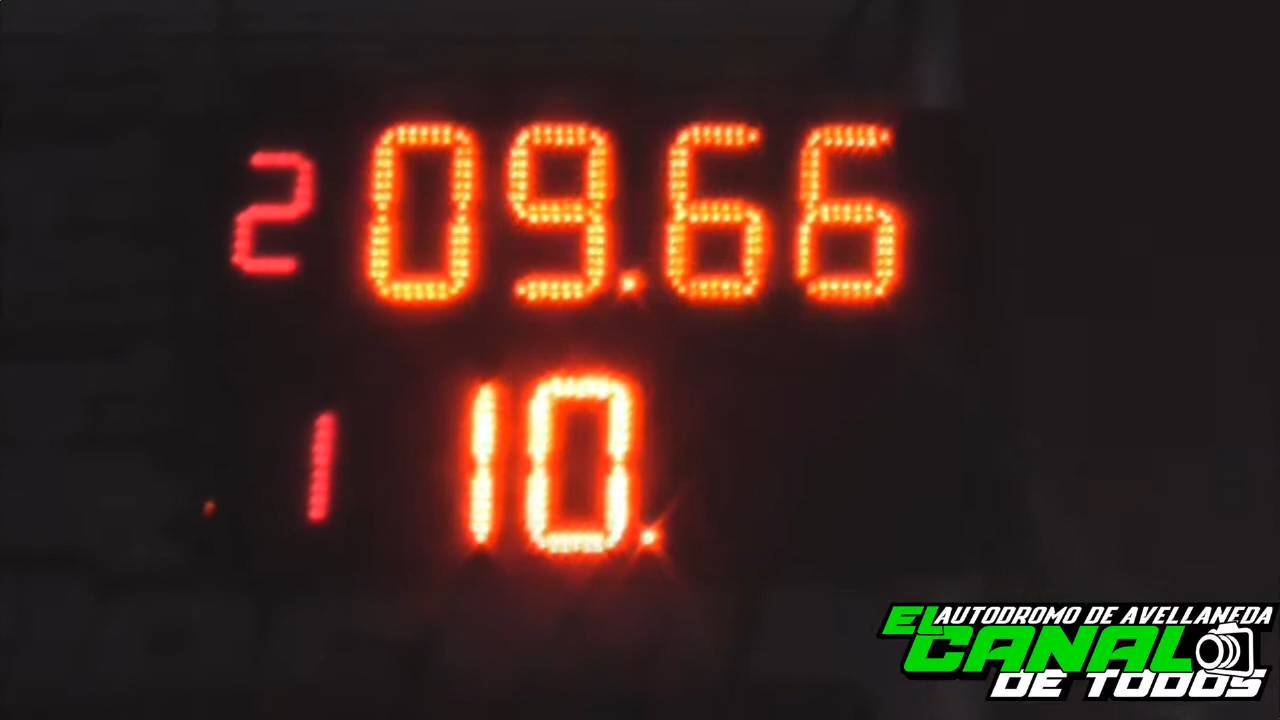 2 09.66
1 10.
EL AUTODROMO DE AVELLANEDA
CANAL
DE TODOS